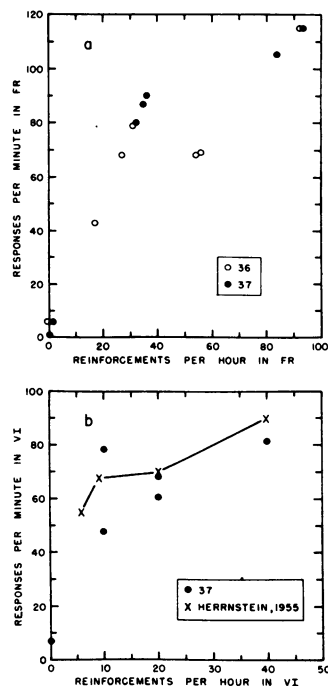 a
RESPONSES PER MINUTE IN FR
120
100
80
60
40
20
0
0 20 40 60 80 100
REINFORCEMENTS PER HOUR IN FR
○ 36
● 37
b
RESPONSES PER MINUTE IN VI
100
80
60
40
20
0
0 10 20 30 40 50
REINFORCEMENTS PER HOUR IN VI
● 37
X HERRNSTEIN, 1955